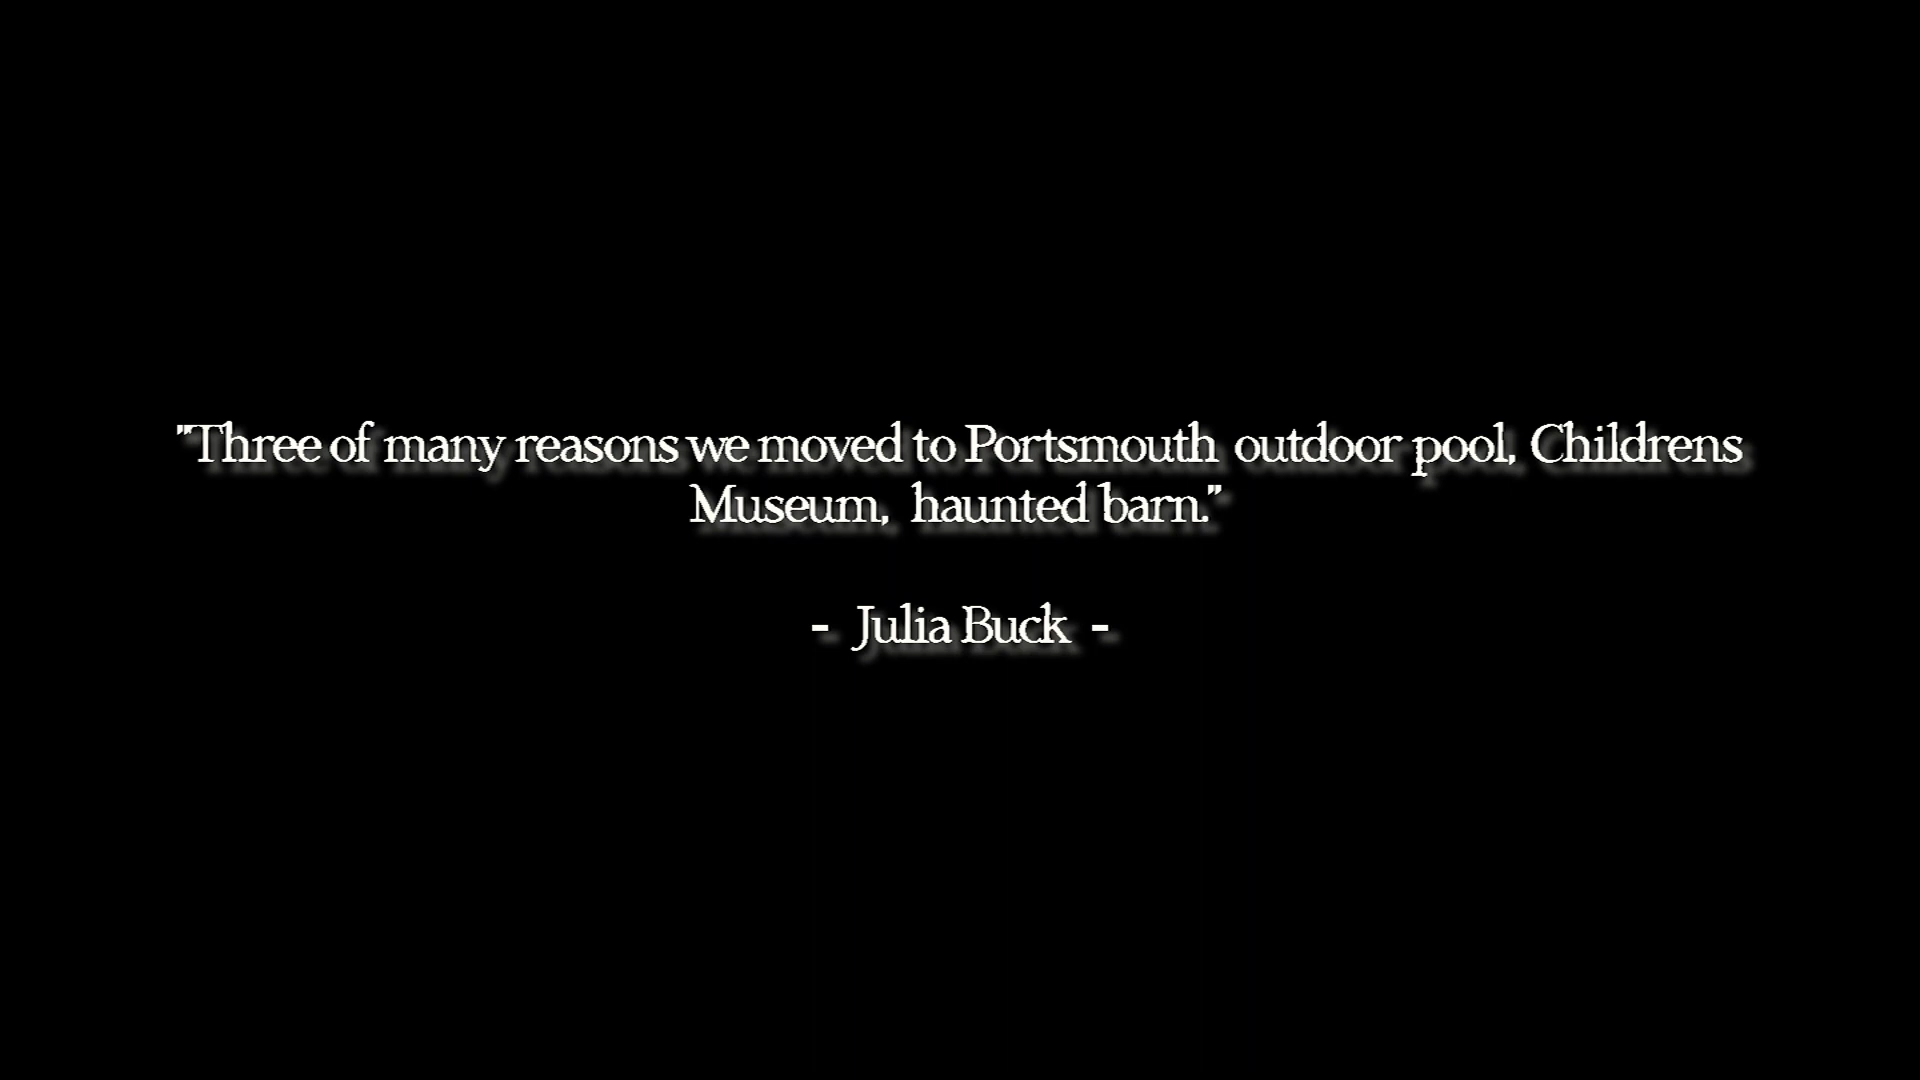 "Three of many reasons we moved to Portsmouth outdoor pool, Childrens
Museum, haunted barn."
- Julia Buck -